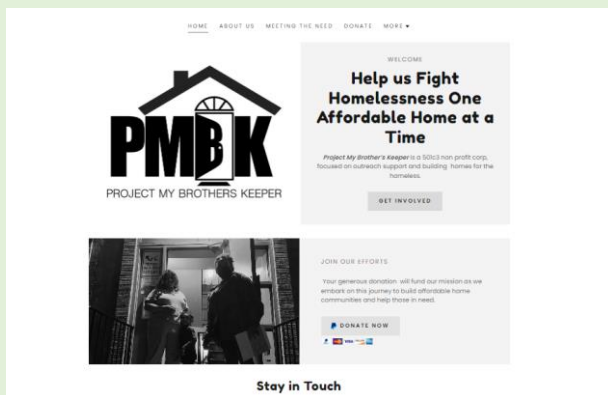 HOME ABOUT US MEETING THE NEED DONATE MORE
PMBK
PROJECT MY BROTHERS KEEPER
WELCOME
Help us Fight
Homelessness One
Affordable Home at a
Time
Project My Brother's Keeper is a 501c3 non profit corp,
focused on outreach support and building homes for the
homeless.
GET INVOLVED
JOIN OUR EFFORTS
Your generous donation will fund our mission as we
embark on this journey to build affordable home
communities and help those in need.
DONATE NOW
VISA
Stay in Touch